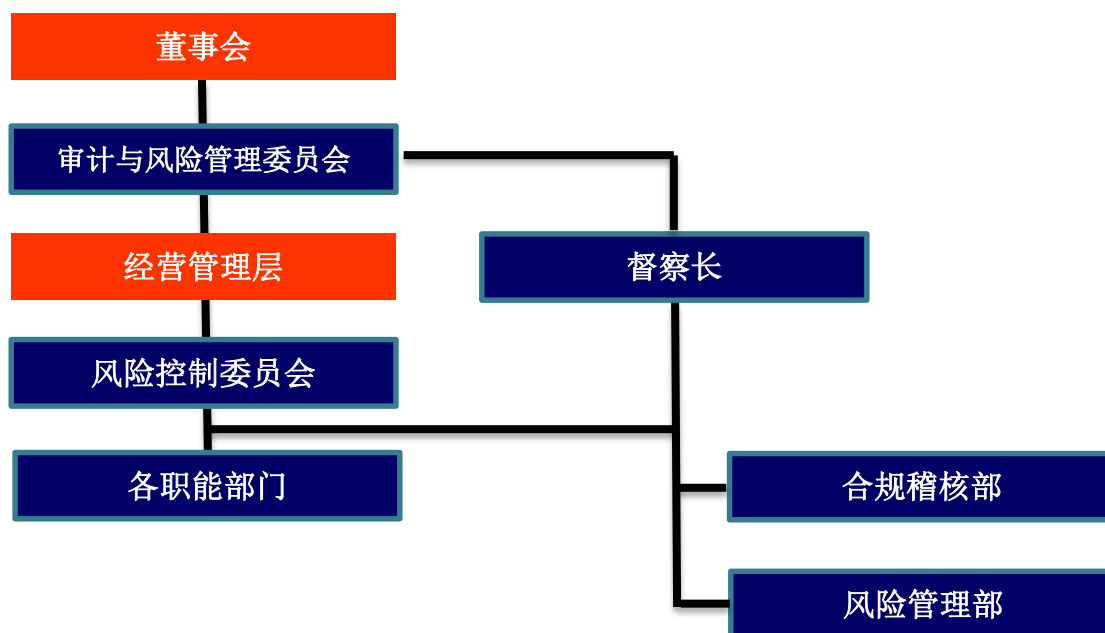 董事会
审计与风险管理委员会
经营管理层
督察长
风险控制委员会
各职能部门
合规稽核部
风险管理部